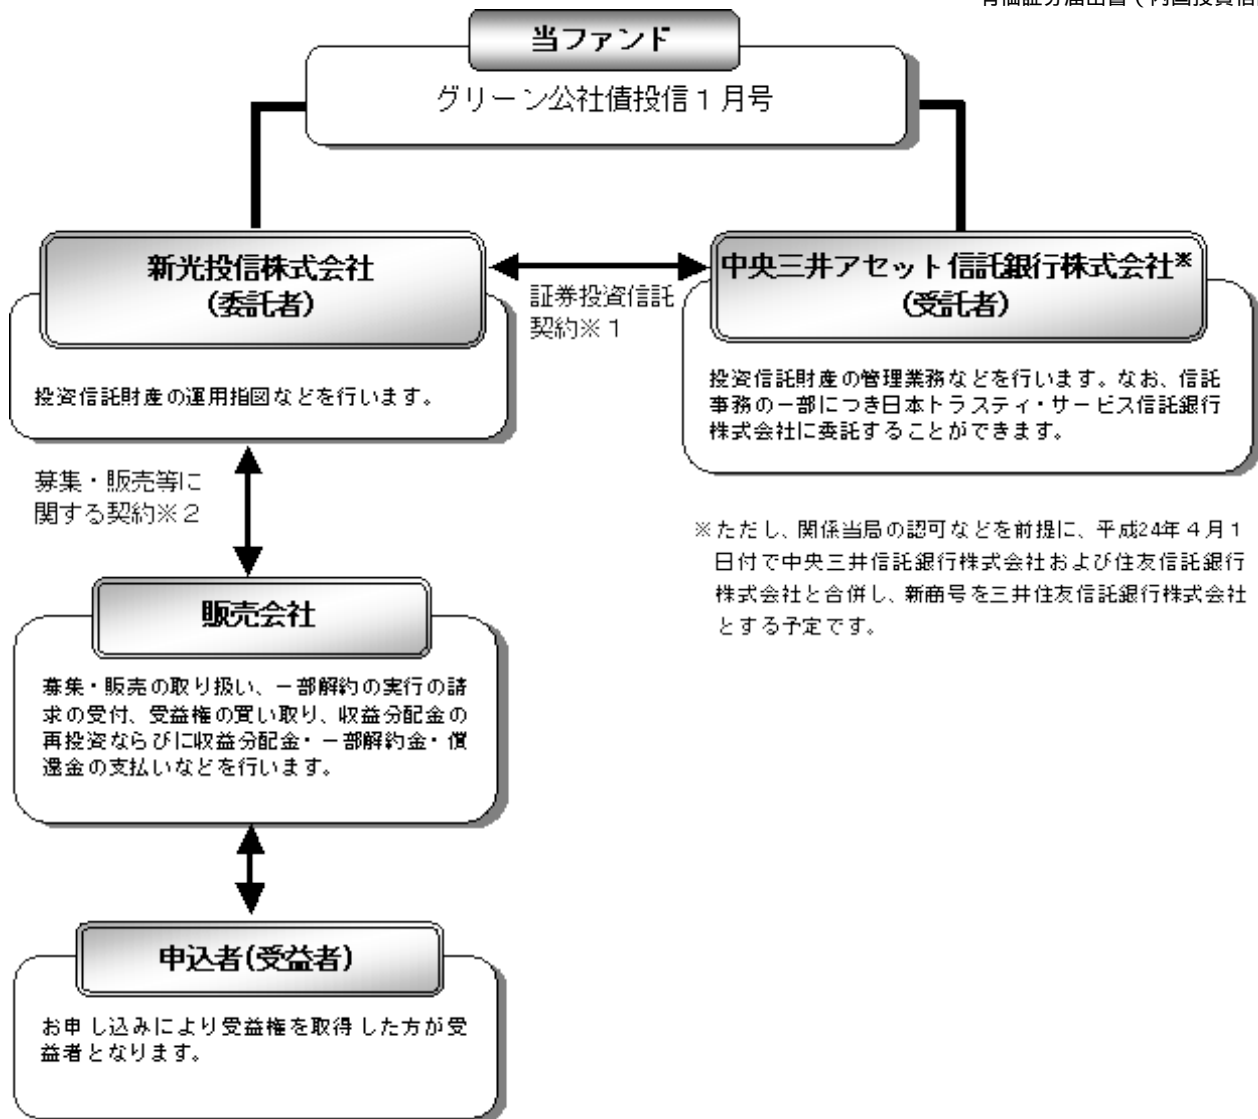 当ファンド
グリーン公社債投信１月号
新光投信株式会社
(委託者)
投資信託財産の運用指図などを行います。
証券投資信託
契約※１
中央三井アセット信託銀行株式会社※
(受託者)
投資信託財産の管理業務などを行います。なお、信託
事務の一部につき日本トラスティ・サービス信託銀行
株式会社に委託することができます。
※ただし、関係当局の認可などを前提に、平成24年４月１
日付で中央三井信託銀行株式会社および住友信託銀行
株式会社と合併し、新商号を三井住友信託銀行株式会社
とする予定です。
募集・販売等に
関する契約※２
販売会社
募集・販売の取り扱い、一部解約の実行の請
求の受付、受益権の買い取り、収益分配金の
再投資ならびに収益分配金・一部解約金・償
還金の支払いなどを行います。
申込者(受益者)
お申し込みにより受益権を取得した方が受
益者となります。